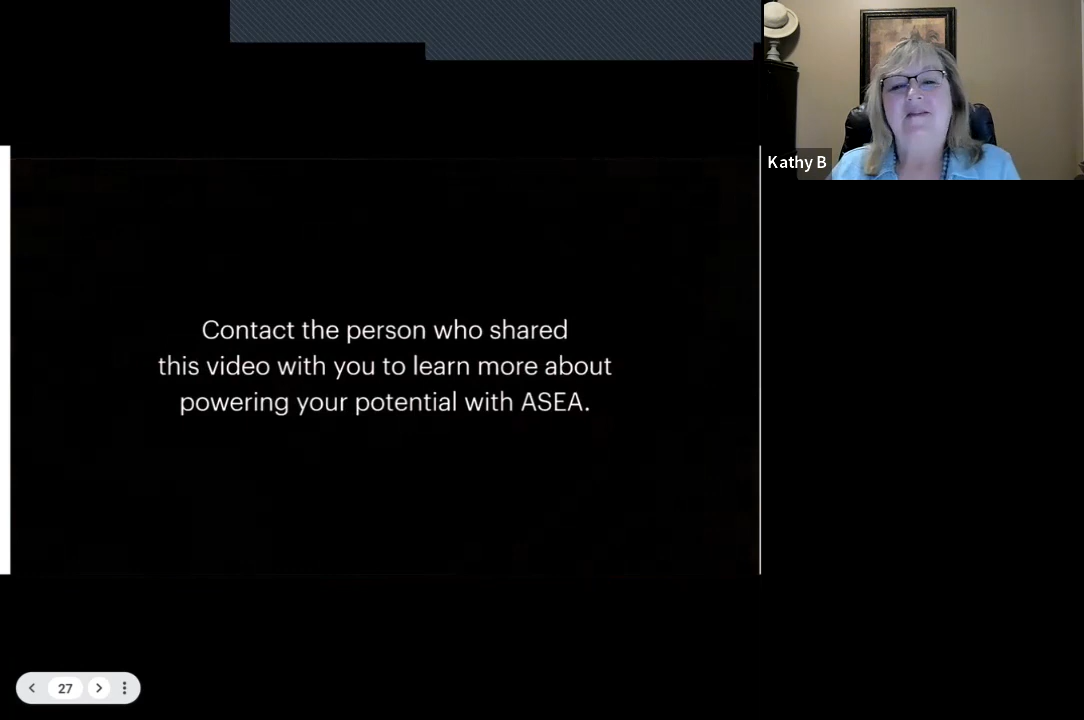 Kathy B
Contact the person who shared
this video with you to learn more about
powering your potential with ASEA.
27